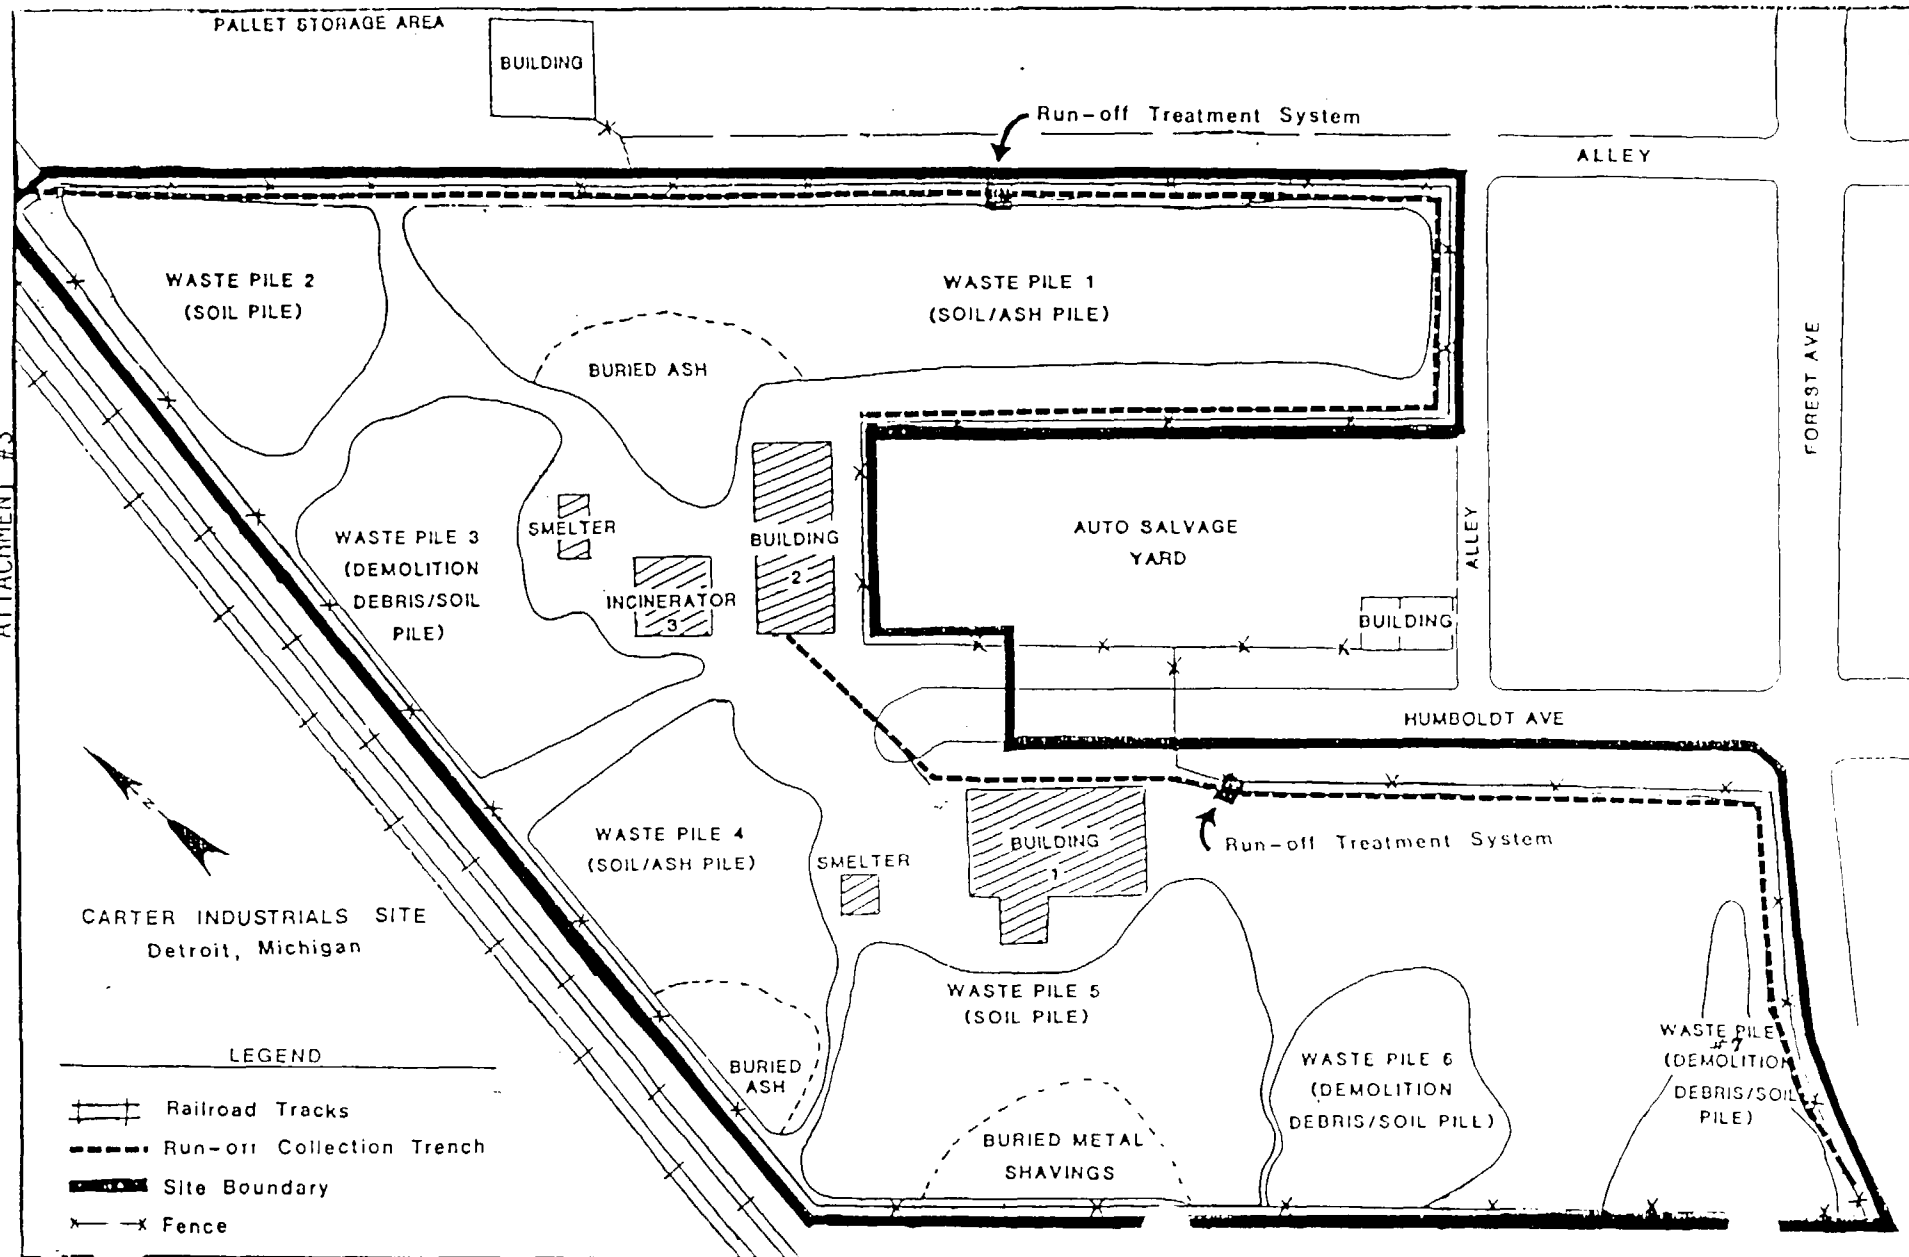 PALLET STORAGE AREA
BUILDING
Run-off Treatment System
ALLEY
WASTE PILE 2
(SOIL PILE)
WASTE PILE 1
(SOIL/ASH PILE)
BURIED ASH
FOREST AVE
ATTACHMENT #3
WASTE PILE 3
(DEMOLITION
DEBRIS/SOIL
PILE)
SMELTER
INCINERATOR
3
BUILDING
2
AUTO SALVAGE
YARD
ALLEY
BUILDING
HUMBOLDT AVE
N
WASTE PILE 4
(SOIL/ASH PILE)
SMELTER
BUILDING
1
Run-off Treatment System
CARTER INDUSTRIALS SITE
Detroit, Michigan
WASTE PILE 5
(SOIL PILE)
WASTE PILE 6
(DEMOLITION
DEBRIS/SOIL PILL)
WASTE PILE
#7
(DEMOLITION
DEBRIS/SOIL
PILE)
BURIED
ASH
BURIED METAL
SHAVINGS
LEGEND
Railroad Tracks
Run-off Collection Trench
Site Boundary
Fence